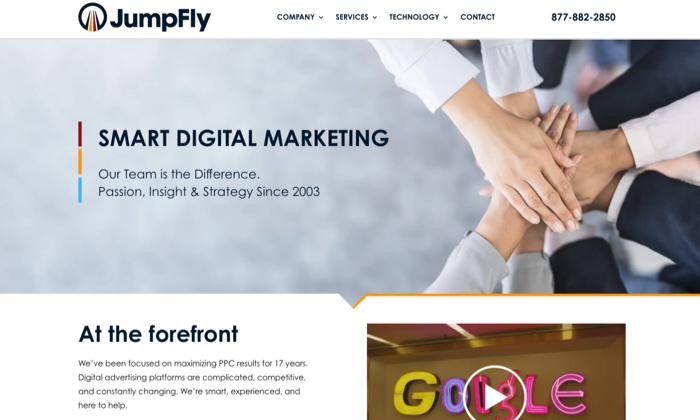 JumpFly
COMPANY SERVICES TECHNOLOGY CONTACT 877-882-2850
SMART DIGITAL MARKETING
Our Team is the Difference.
Passion, Insight & Strategy Since 2003
At the forefront
We've been focused on maximizing PPC results for 17 years.
Digital advertising platforms are complicated, competitive,
and constantly changing. We're smart, experienced, and
here to help.
GOOGLE